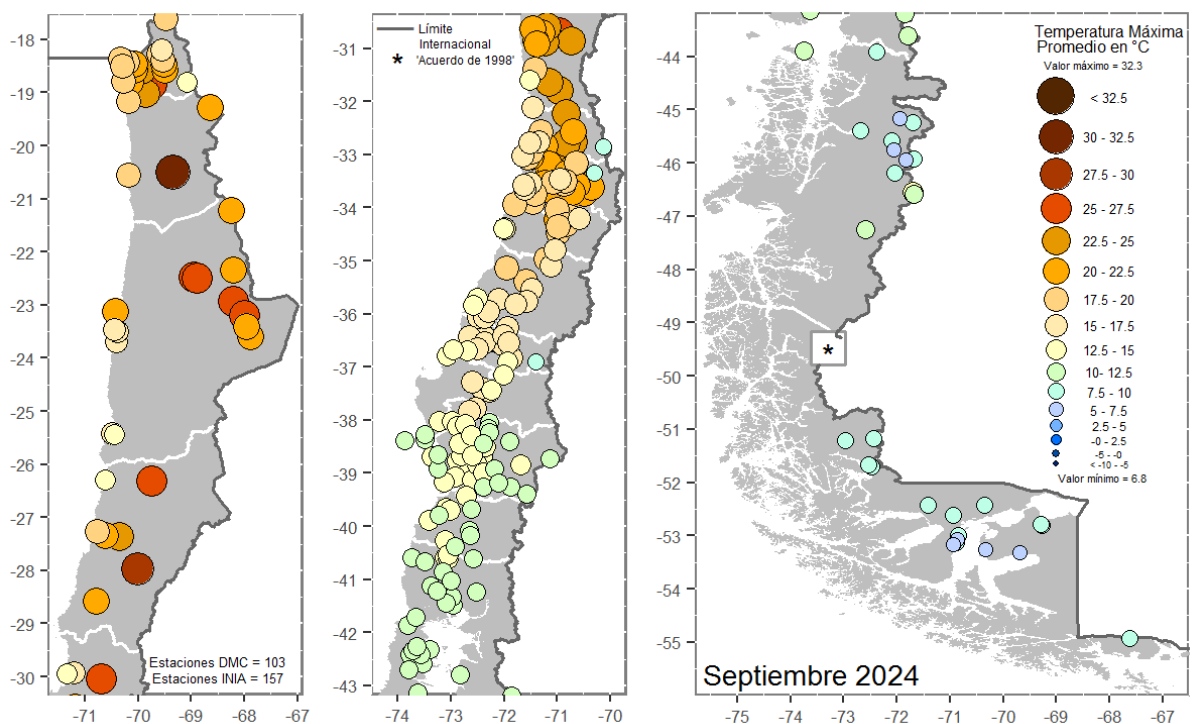 -18
-19
-20
-21
-22
-23
-24
-25
-26
-27
-28
-29
-30
-71
-70
-69
-68
-67
Estaciones DMC = 103
Estaciones INIA = 157
-31
-32
-33
-34
-35
-36
-37
-38
-39
-40
-41
-42
-43
-74
-73
-72
-71
-70
Límite
Internacional
* 'Acuerdo de 1998'
-44
-45
-46
-47
-48
-49
-50
-51
-52
-53
-54
-55
-75
-74
-73
-72
-71
-70
-69
-68
-67
*
Septiembre 2024
Temperatura Máxima
Promedio en °C
Valor máximo = 32.3
< 32.5
30 - 32.5
27.5 - 30
25 - 27.5
22.5 - 25
20 - 22.5
17.5 - 20
15 - 17.5
12.5 - 15
10- 12.5
7.5 - 10
5 - 7.5
2.5 - 5
-0 - 2.5
-5 - -0
< -10 - -5
Valor mínimo = 6.8